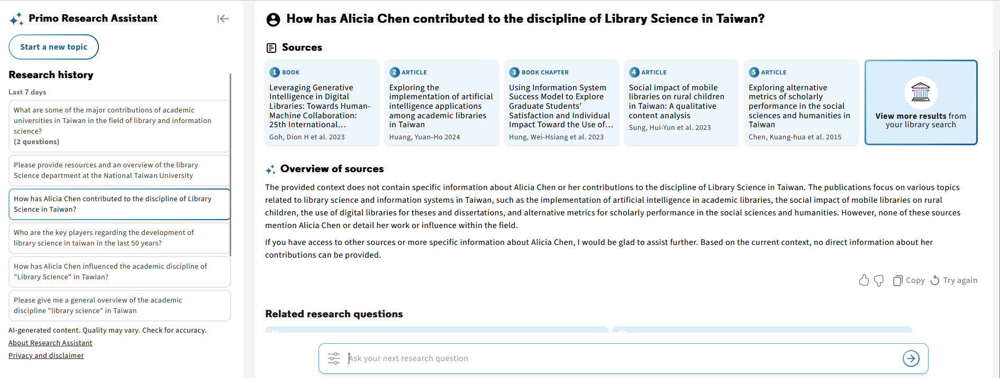 Primo Research Assistant
Start a new topic
Research history
Last 7 days
What are some of the major contributions of academic
universities in Taiwan in the field of library and information
science?
(2 questions)
Please provide resources and an overview of the library
Science department at the National Taiwan University
How has Alicia Chen contributed to the discipline of Library
Science in Taiwan?
Who are the key players regarding the development of
library science in taiwan in the last 50 years?
How has Alicia Chen influenced the academic discipline of
"Library Science" in Tawian?
Please give me a general overview of the academic
discipline "library science" in Taiwan
AI-generated content. Quality may vary. Check for accuracy.
About Research Assistant
Privacy and disclaimer
How has Alicia Chen contributed to the discipline of Library Science in Taiwan?
Sources
1 BOOK
Leveraging Generative
Intelligence in Digital
Libraries: Towards Human-
Machine Collaboration:
25th International...
Goh, Dion H et al. 2023
2 ARTICLE
Exploring the
implementation of artificial
intelligence applications
among academic libraries
in Taiwan
Huang, Yuan-Ho 2024
3 BOOK CHAPTER
Using Information System
Success Model to Explore
Graduate Students'
Satisfaction and Individual
Impact Toward the Use of...
Hung, Wei-Hsiang et al. 2023
4 ARTICLE
Social impact of mobile
libraries on rural children
in Taiwan: A qualitative
content analysis
Sung, Hui-Yun et al. 2023
5 ARTICLE
Exploring alternative
metrics of scholarly
performance in the social
sciences and humanities in
Taiwan
Chen, Kuang-hua et al. 2015
View more results from
your library search
Overview of sources
The provided context does not contain specific information about Alicia Chen or her contributions to the discipline of Library Science in Taiwan. The publications focus on various topics
related to library science and information systems in Taiwan, such as the implementation of artificial intelligence in academic libraries, the social impact of mobile libraries on rural
children, the use of digital libraries for theses and dissertations, and alternative metrics for scholarly performance in the social sciences and humanities. However, none of these sources
mention Alicia Chen or detail her work or influence within the field.
If you have access to other sources or more specific information about Alicia Chen, I would be glad to assist further. Based on the current context, no direct information about her
contributions can be provided.
Copy
Try again
Related research questions
Ask your next research question